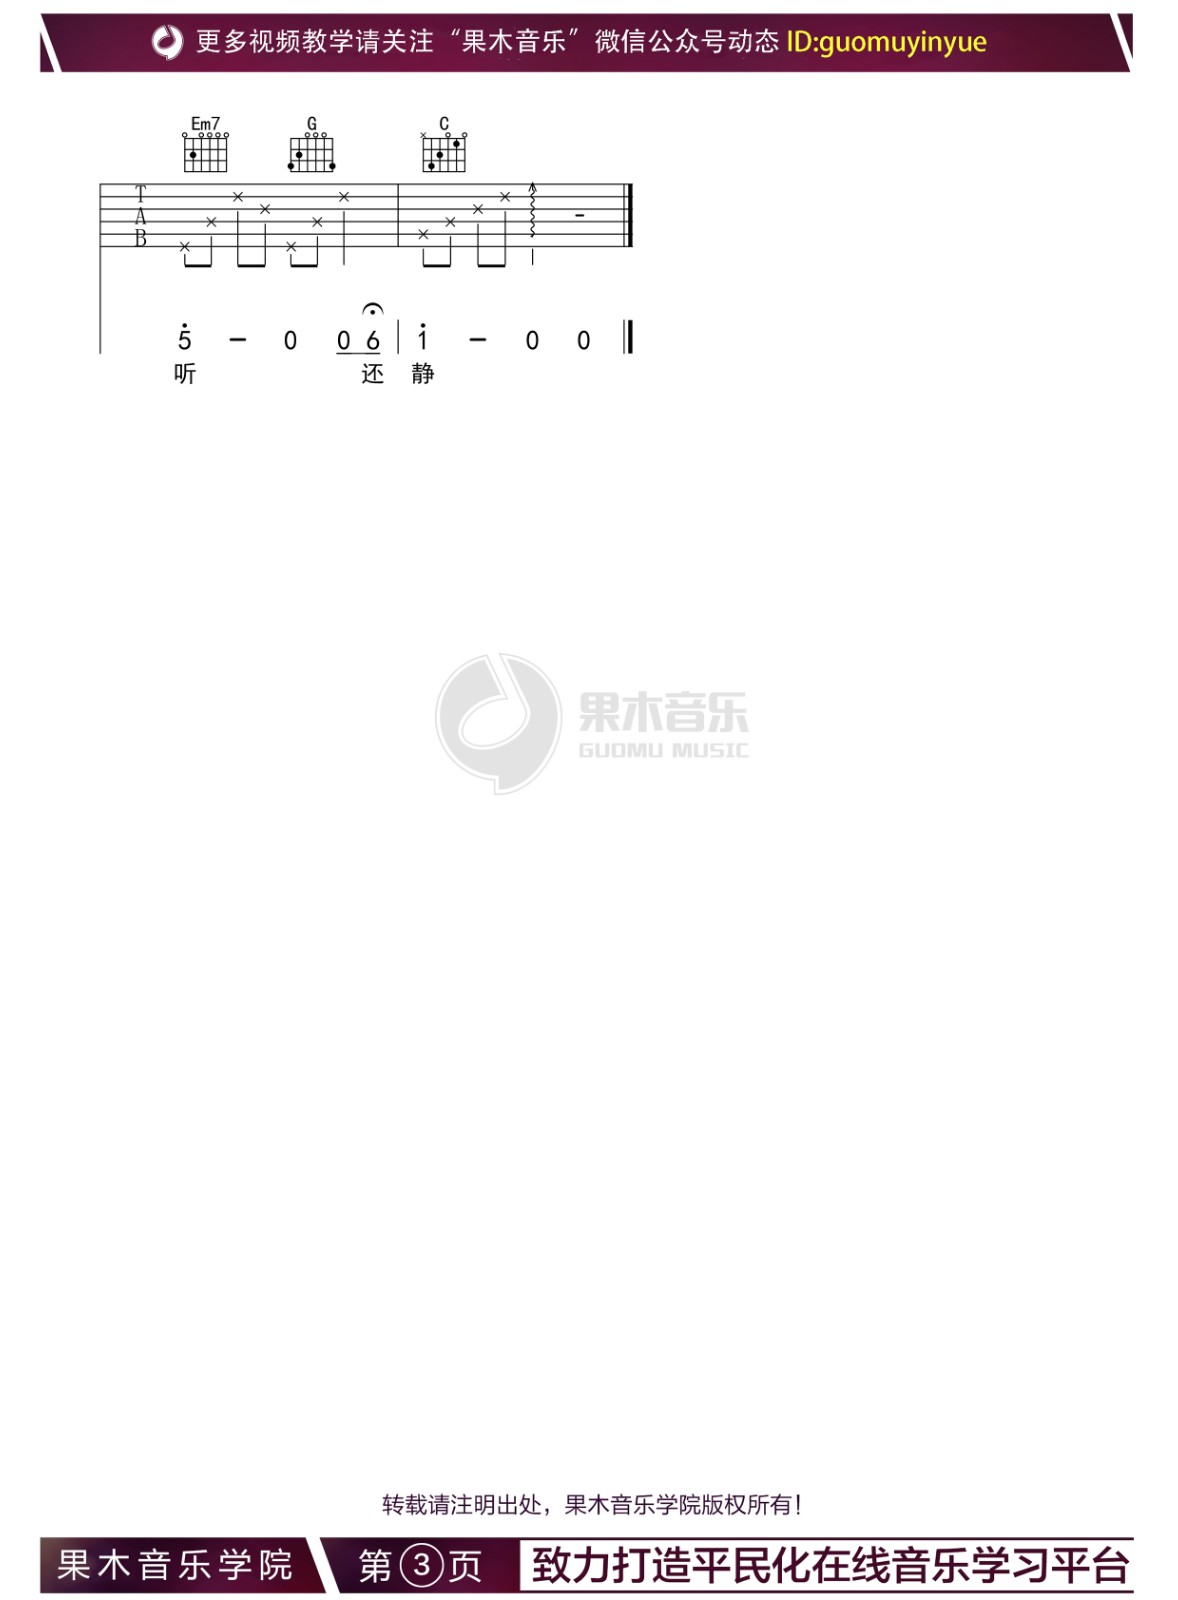 更多视频教学请关注“果木音乐”微信公众号动态 ID:guomuyinyue
Em7 G C
T
A
B
5 - 0 0 6 1 - 0 0
听 还 静
果木音乐
GUOMU MUSIC
转载请注明出处，果木音乐学院版权所有！
果木音乐学院 第③页 致力打造平民化在线音乐学习平台